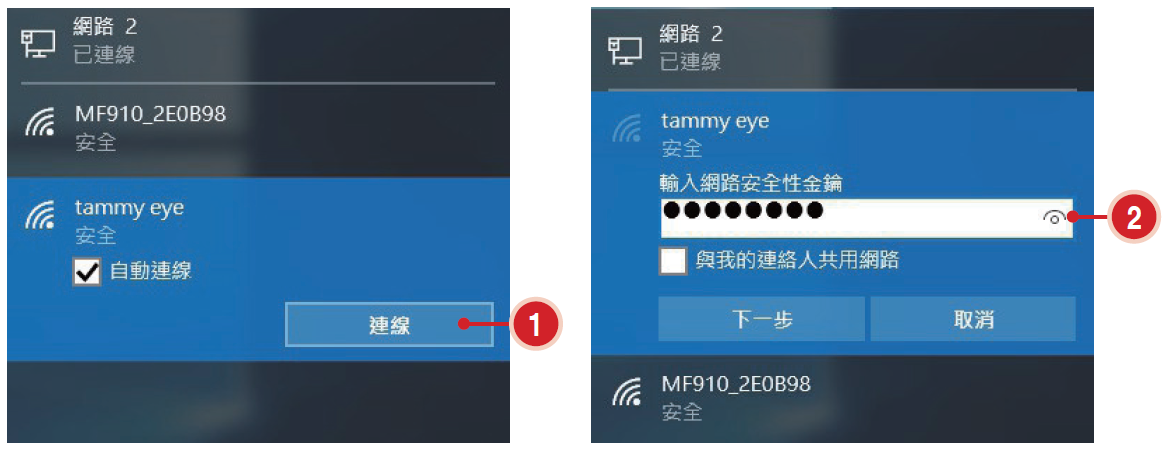 網路 2
已連線
MF910_2E0B98
安全
tammy eye
安全
自動連線
連線
1
網路 2
已連線
tammy eye
安全
輸入網路安全性金鑰
●●●●●●●●
2
與我的連絡人共用網路
下一步
取消
MF910_2E0B98
安全